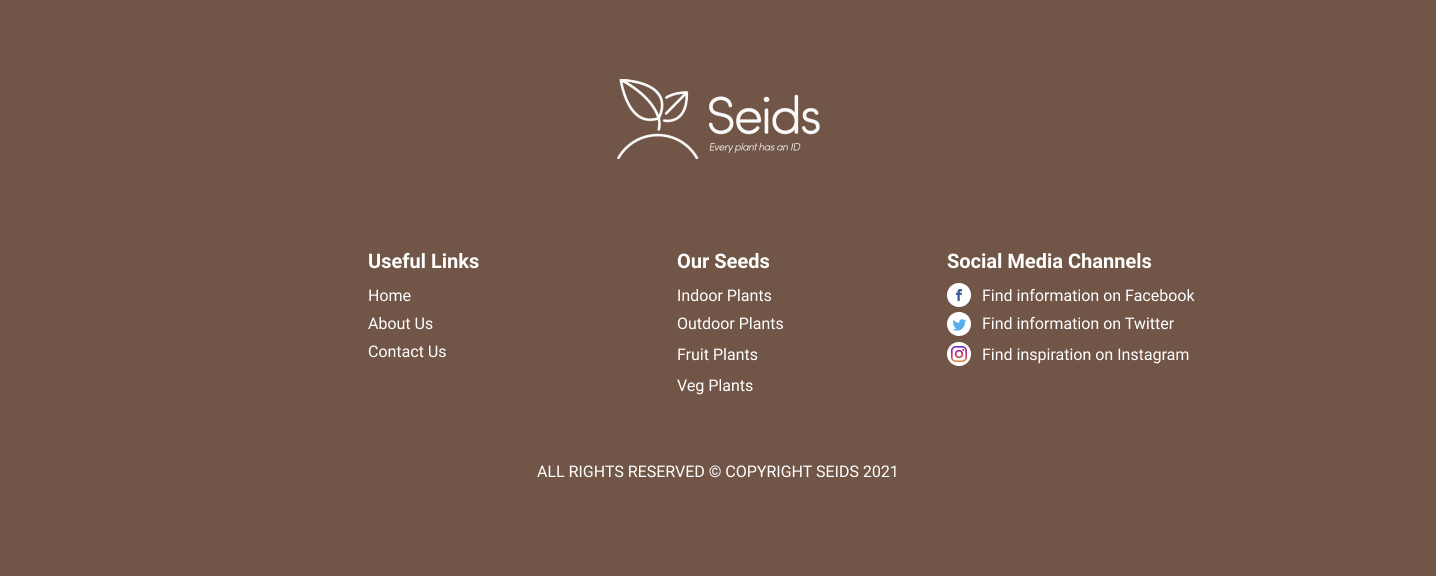 Seids
Every plant has an ID
Useful Links
Home
About Us
Contact Us
Our Seeds
Indoor Plants
Outdoor Plants
Fruit Plants
Veg Plants
Social Media Channels
Find information on Facebook
Find information on Twitter
Find inspiration on Instagram
ALL RIGHTS RESERVED © COPYRIGHT SEIDS 2021